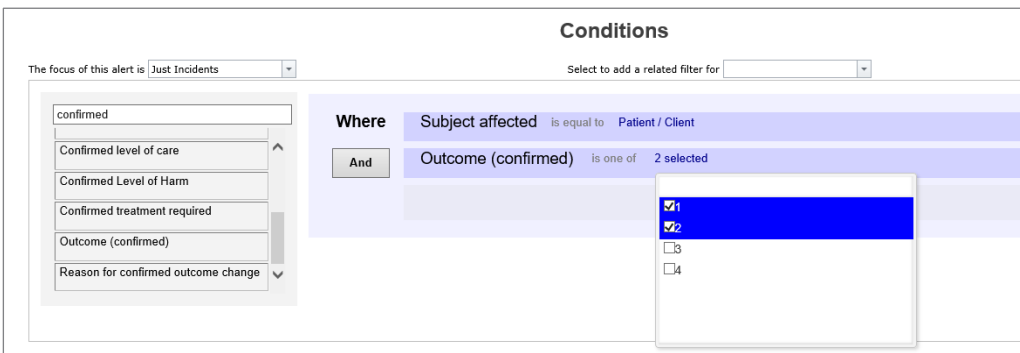 Conditions
The focus of this alert is Just Incidents
Select to add a related filter for
confirmed
Confirmed level of care
Confirmed Level of Harm
Confirmed treatment required
Outcome (confirmed)
Reason for confirmed outcome change
Where Subject affected is equal to Patient / Client
And Outcome (confirmed) is one of 2 selected
1
2
3
4